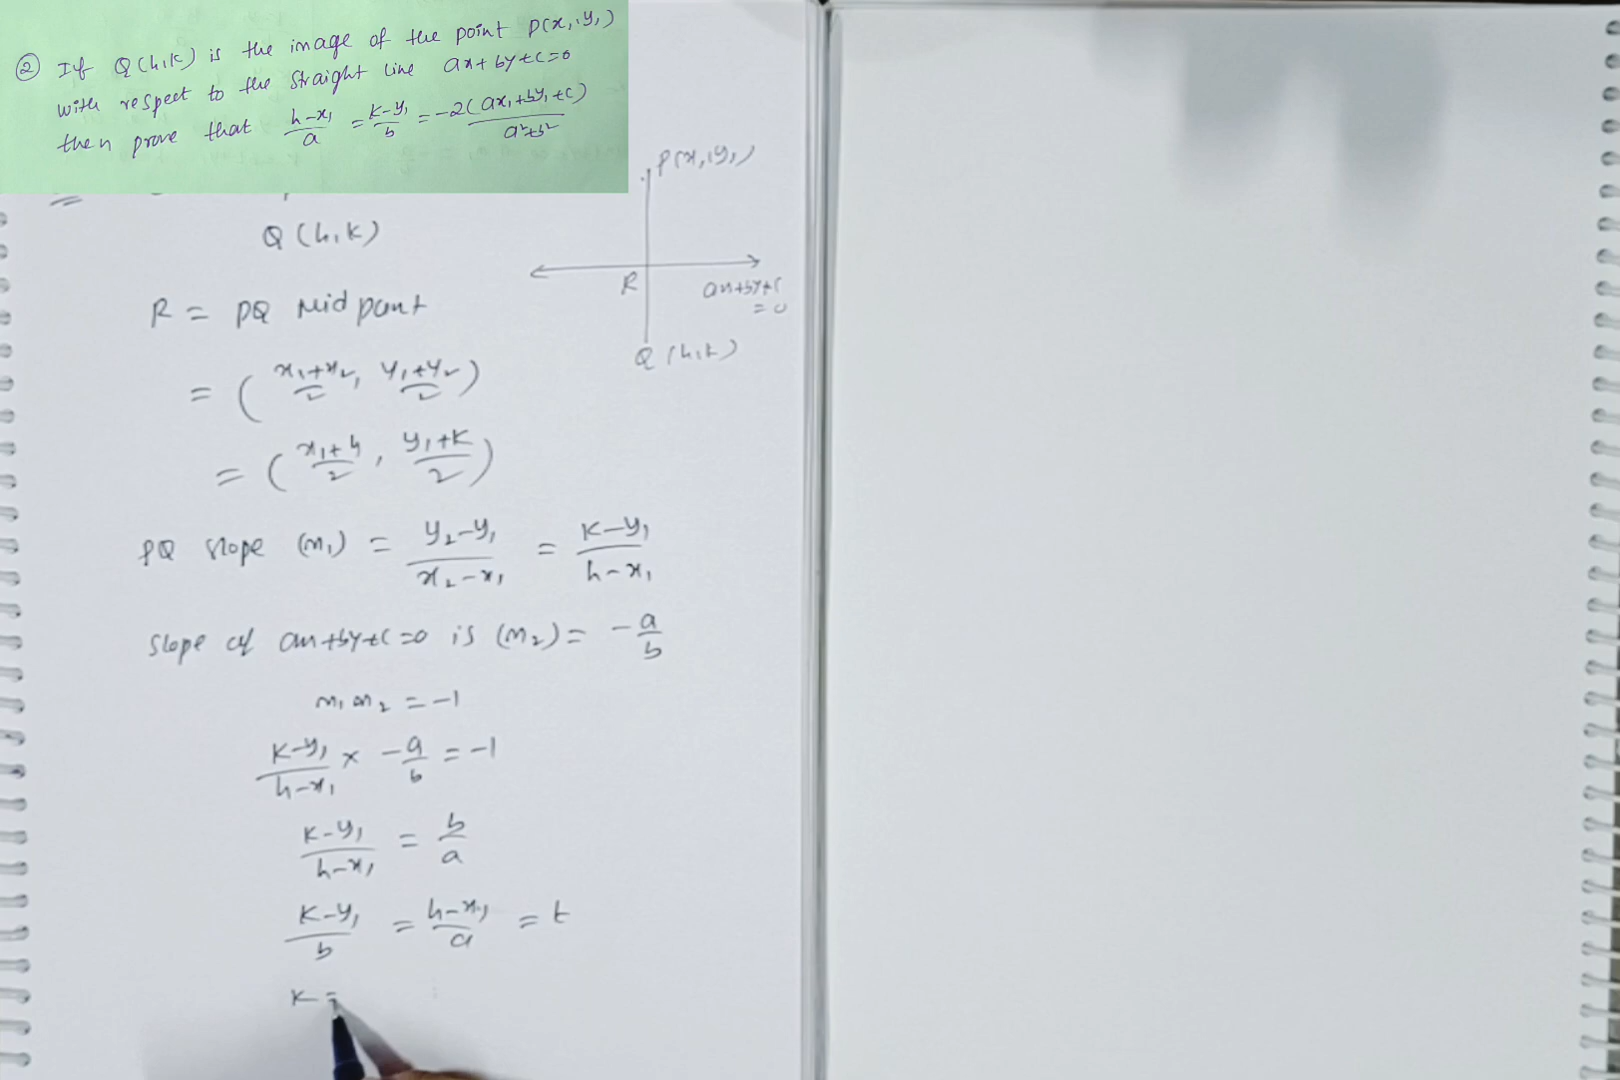 ② If Q(h,k) is the image of the point P(x₁,y₁)
with respect to the straight line ax+by+c=0
then prove that (h-x₁)/a = (k-y₁)/b = -2(ax₁+by₁+c)/(a²+b²)
P(x₁,y₁)
R
ax+by+c
=0
Q(h,k)
Q(h,k)
R = PQ Mid point
= ((x₁+x₂)/2, (y₁+y₂)/2)
= ((x₁+h)/2, (y₁+k)/2)
PQ slope (m₁) = (y₂-y₁)/(x₂-x₁) = (k-y₁)/(h-x₁)
Slope of ax+by+c=0 is (m₂) = -a/b
m₁m₂ = -1
(k-y₁)/(h-x₁) × -a/b = -1
(k-y₁)/(h-x₁) = b/a
(k-y₁)/b = (h-x₁)/a = t
k =